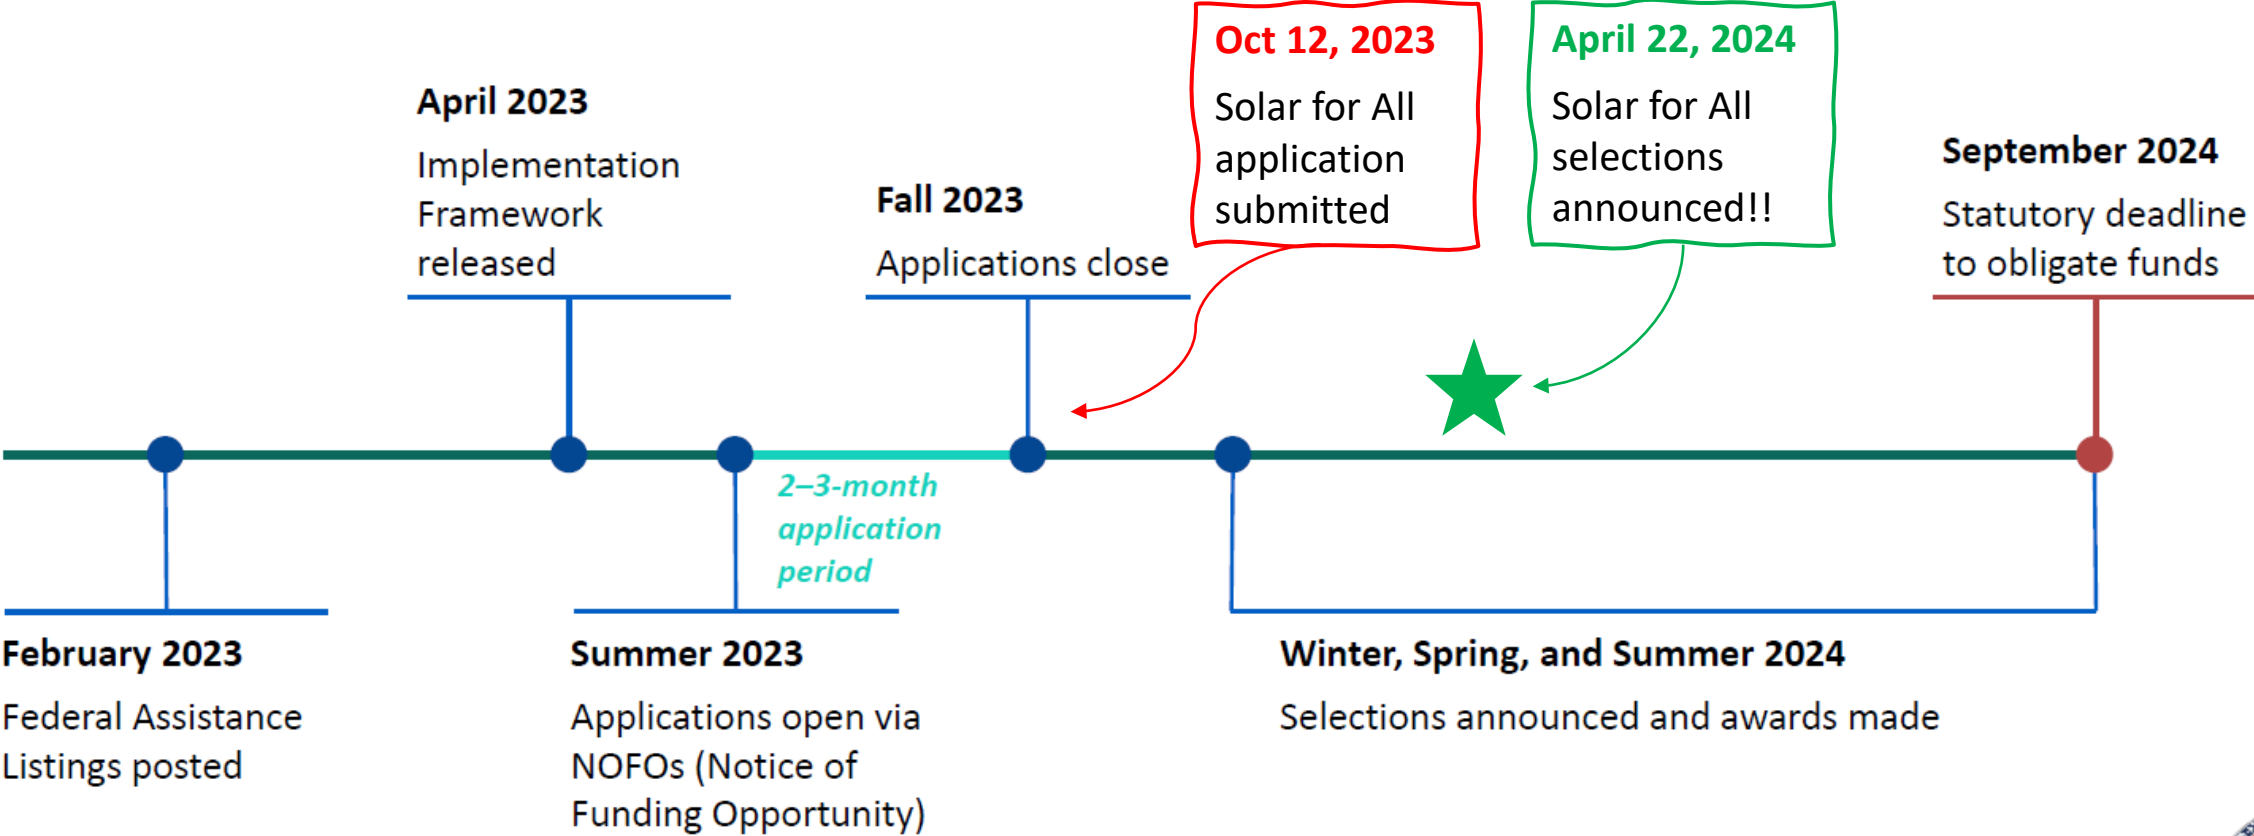 April 2023
Implementation
Framework
released
Fall 2023
Applications close
Oct 12, 2023
Solar for All
application
submitted
April 22, 2024
Solar for All
selections
announced!!
September 2024
Statutory deadline
to obligate funds
2–3-month
application
period
February 2023
Federal Assistance
Listings posted
Summer 2023
Applications open via
NOFOs (Notice of
Funding Opportunity)
Winter, Spring, and Summer 2024
Selections announced and awards made